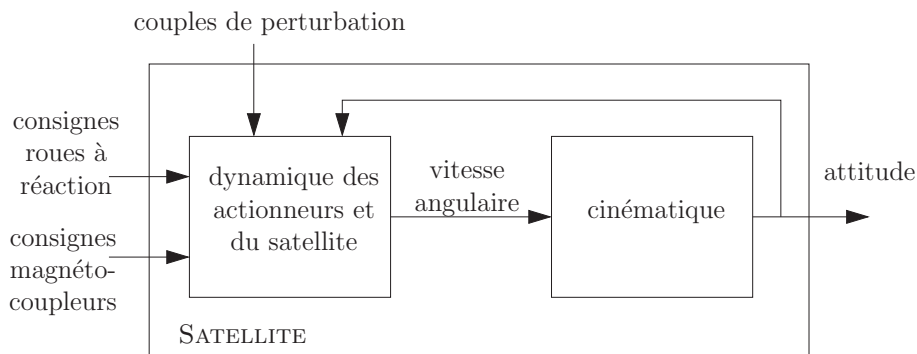 couples de perturbation
consignes
roues à
réaction
dynamique des
actionneurs et
du satellite
vitesse
angulaire
cinématique
attitude
consignes
magnéto-
coupleurs
SATELLITE